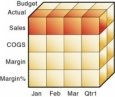 Budget
Actual
Sales
COGS
Margin
Margin%
Jan Feb Mar Qtr1